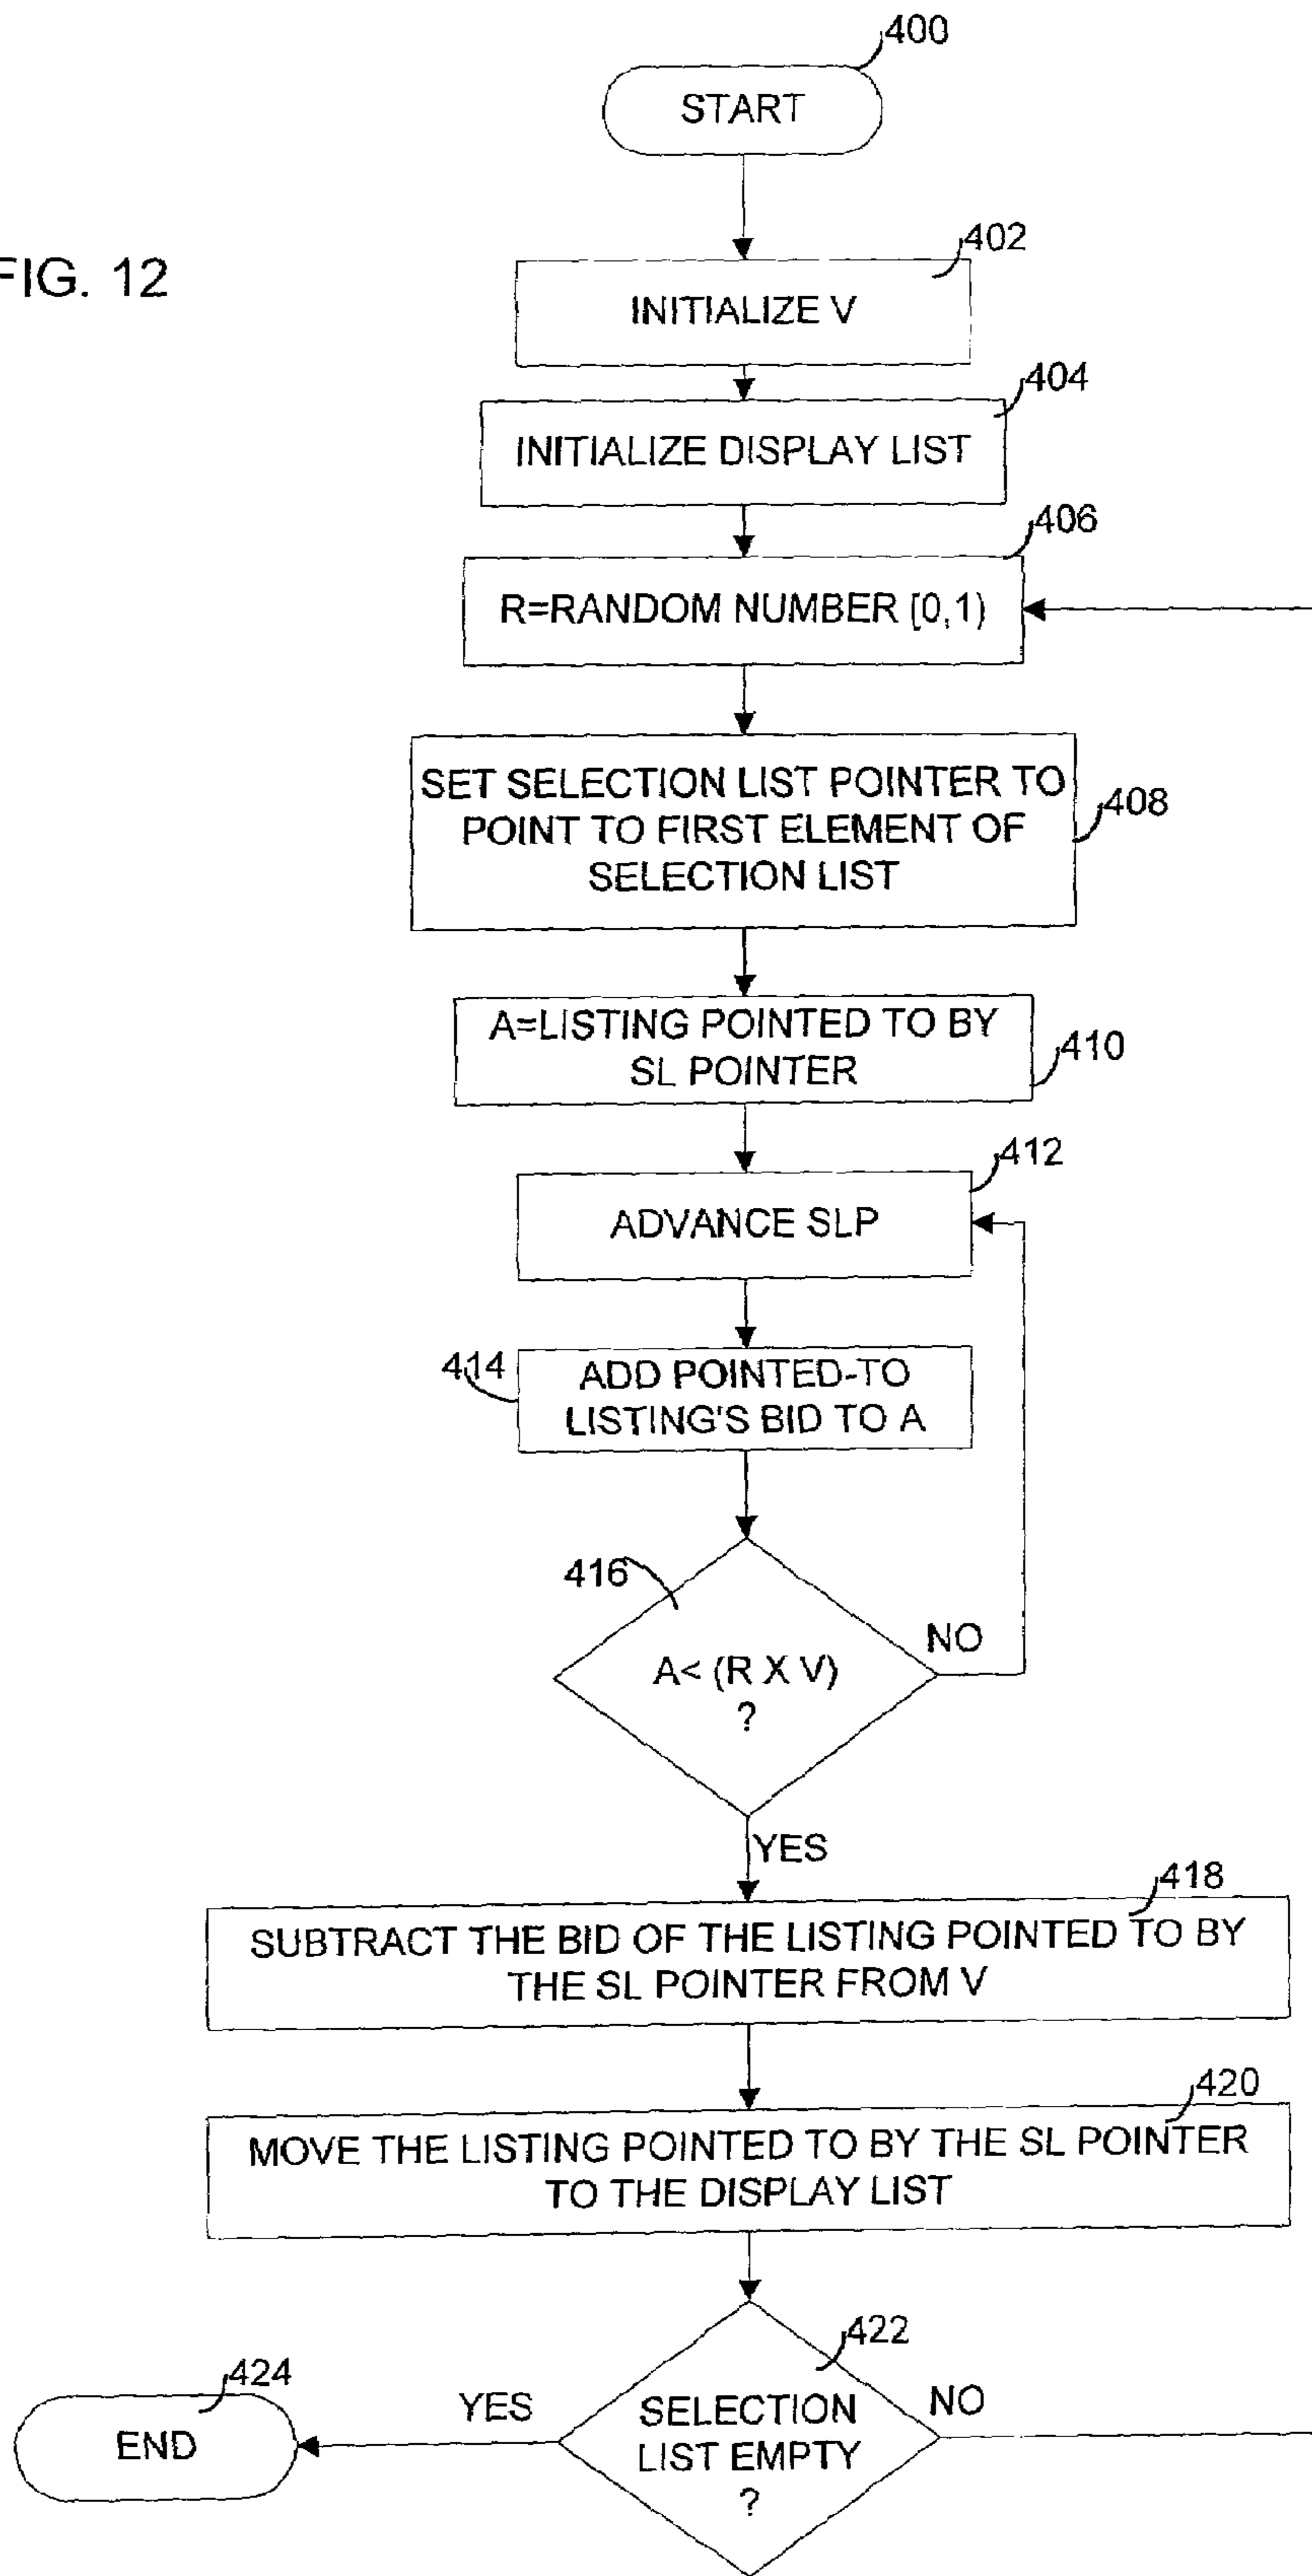 400
START
FIG. 12
402
INITIALIZE V
404
INITIALIZE DISPLAY LIST
406
R=RANDOM NUMBER [0,1)
SET SELECTION LIST POINTER TO
POINT TO FIRST ELEMENT OF
SELECTION LIST
408
A=LISTING POINTED TO BY
SL POINTER
410
412
ADVANCE SLP
414
ADD POINTED-TO
LISTING'S BID TO A
416
A< (R X V)
?
NO
YES
418
SUBTRACT THE BID OF THE LISTING POINTED TO BY
THE SL POINTER FROM V
420
MOVE THE LISTING POINTED TO BY THE SL POINTER
TO THE DISPLAY LIST
422
SELECTION
LIST EMPTY
?
NO
YES
424
END